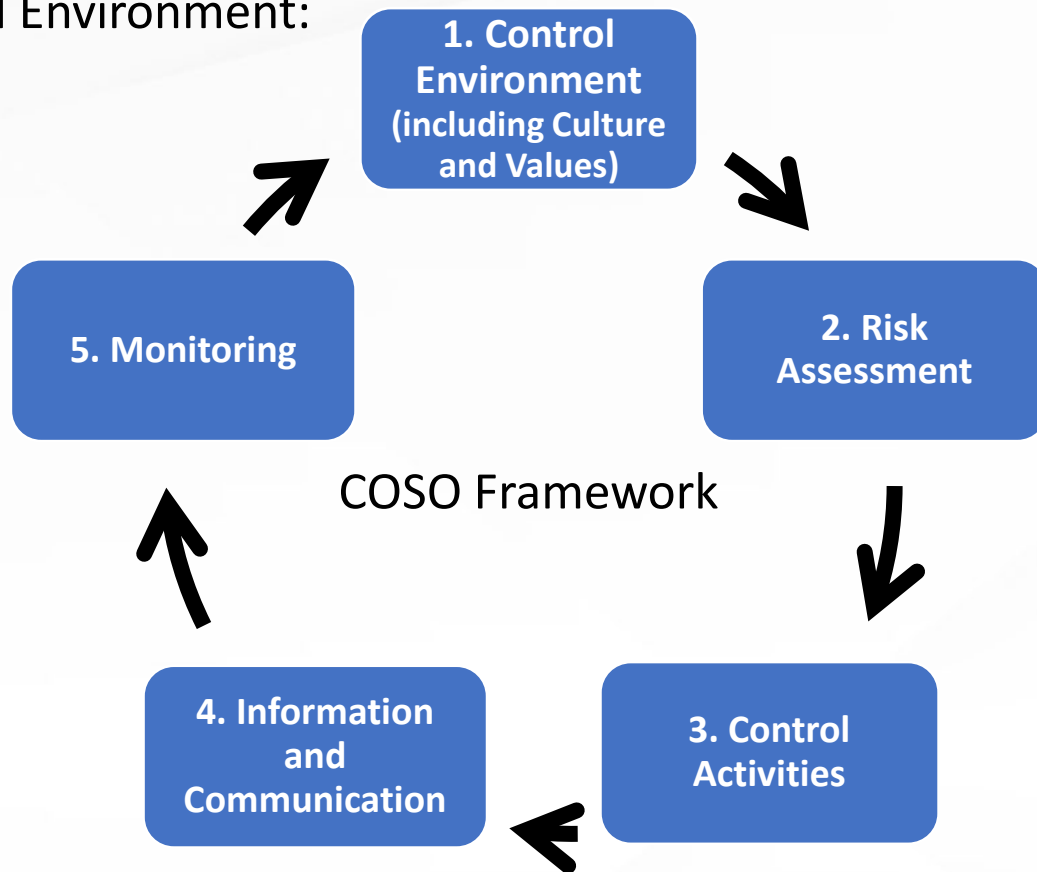 Environment:
1. Control
Environment
(including Culture
and Values)
2. Risk
Assessment
3. Control
Activities
4. Information
and
Communication
5. Monitoring
COSO Framework